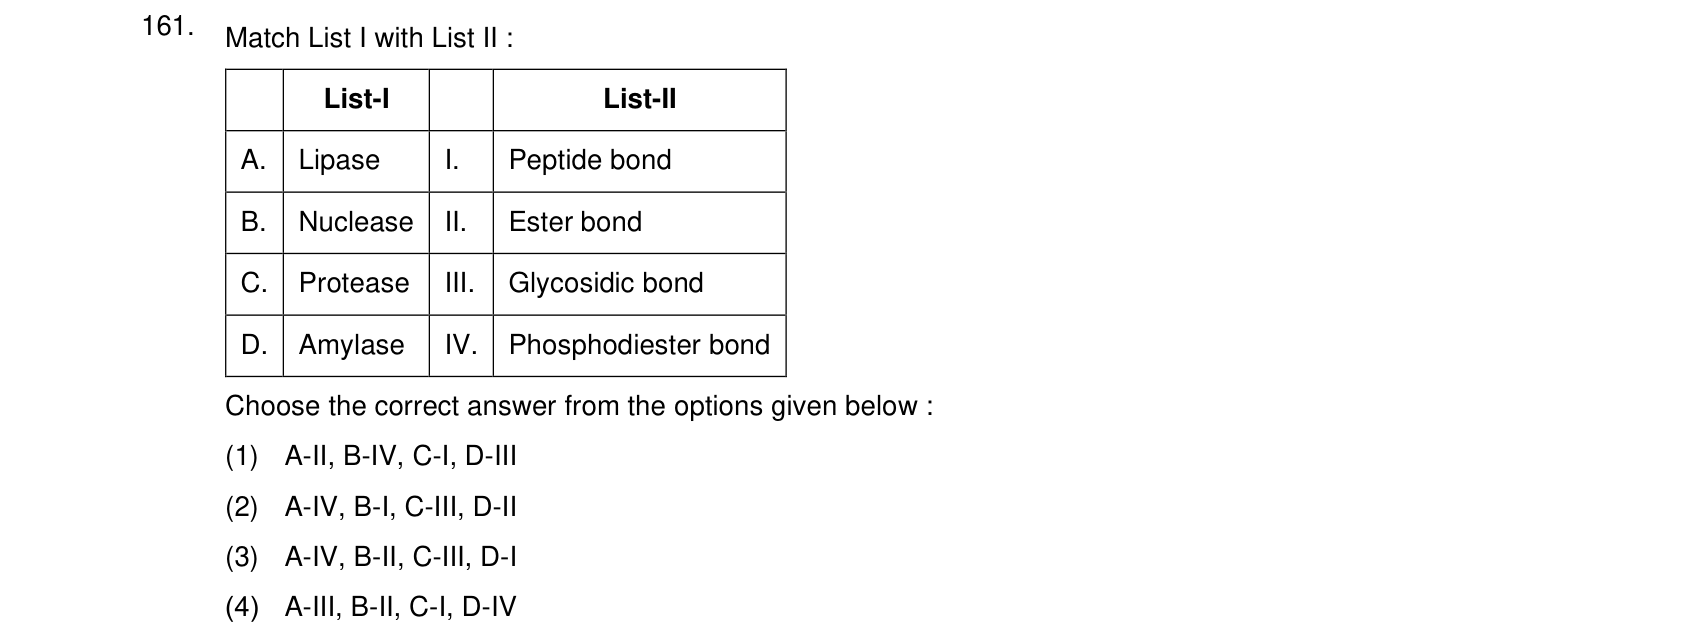 161.
Match List I with List II :
List-I List-II
A. Lipase I. Peptide bond
B. Nuclease II. Ester bond
C. Protease III. Glycosidic bond
D. Amylase IV. Phosphodiester bond
Choose the correct answer from the options given below :
(1) A-II, B-IV, C-I, D-III
(2) A-IV, B-I, C-III, D-II
(3) A-IV, B-II, C-III, D-I
(4) A-III, B-II, C-I, D-IV